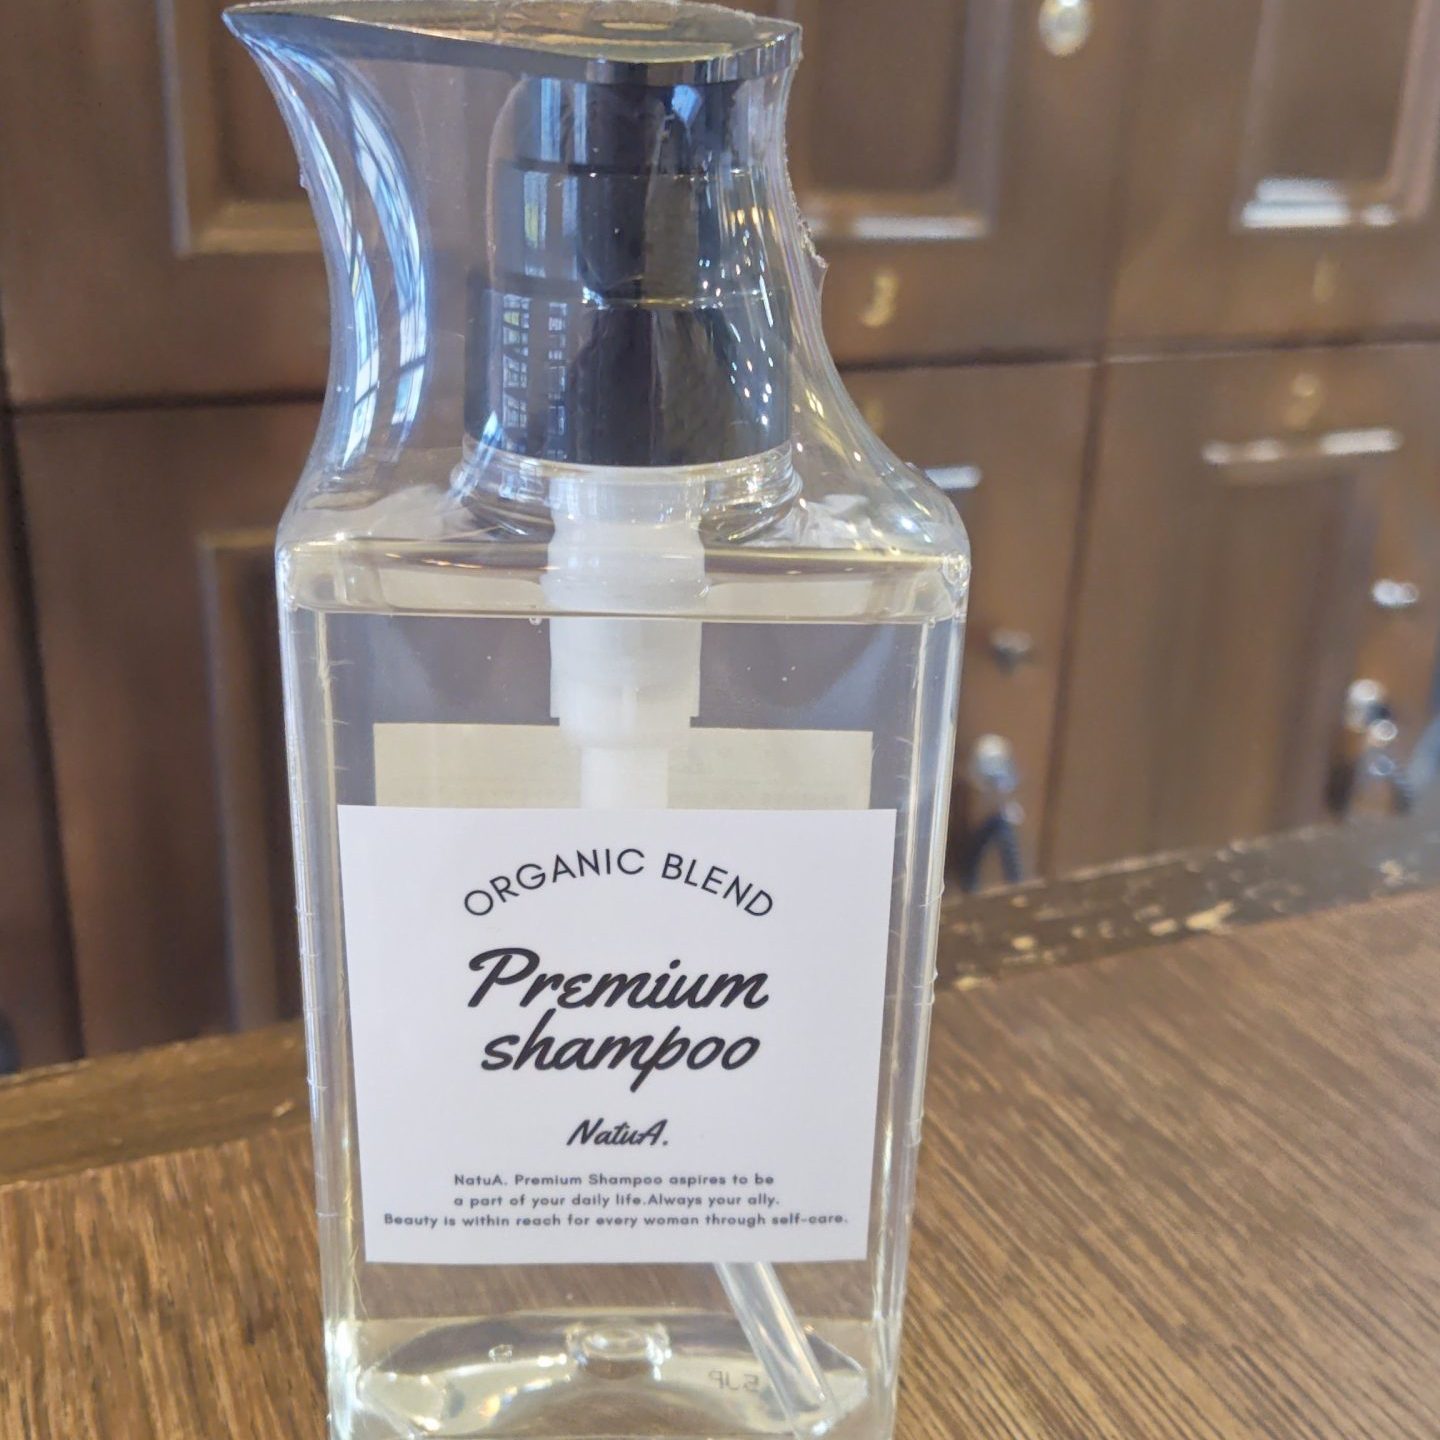 ORGANIC BLEND
Premium
shampoo
NatuA.
NatuA. Premium Shampoo aspires to be
a part of your daily life.Always your ally.
Beauty is within reach for every woman through self-care.